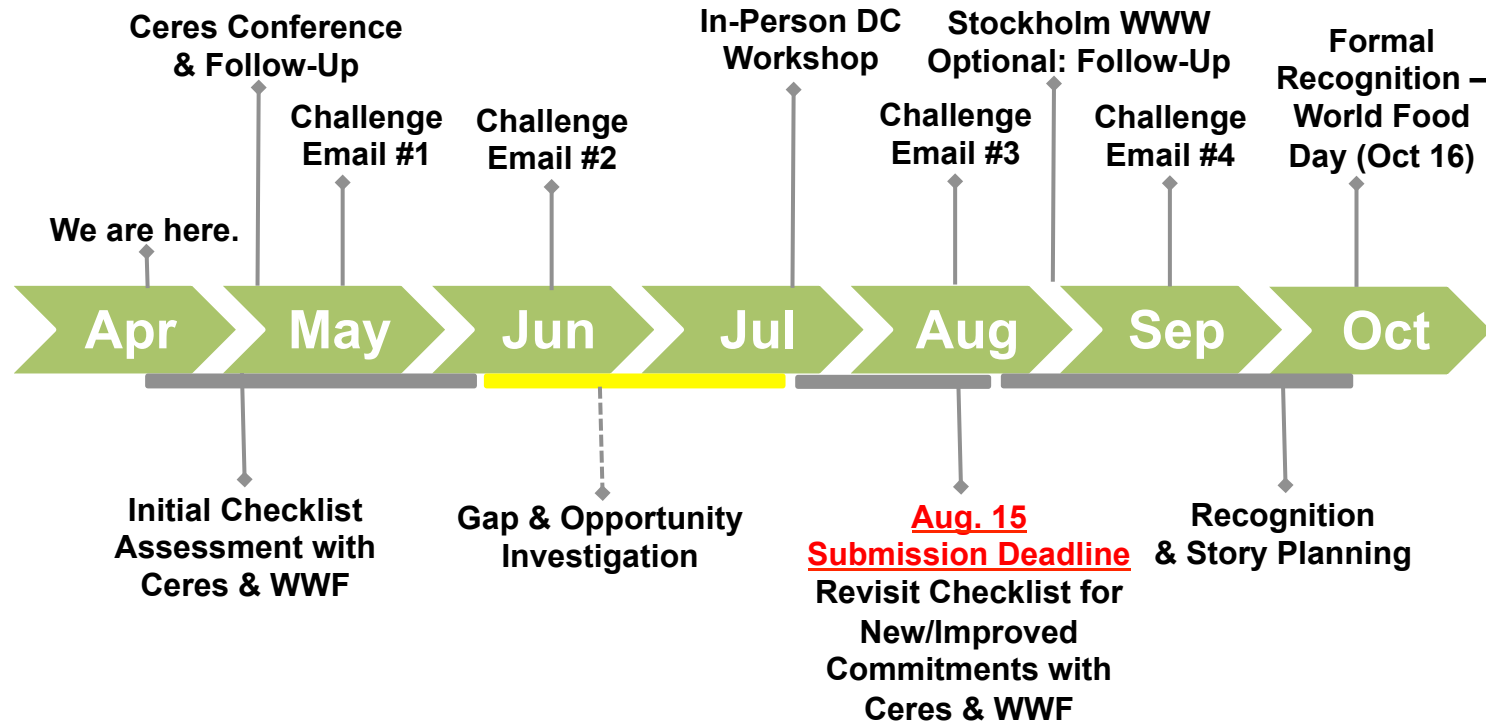 Ceres Conference
& Follow-Up
In-Person DC
Workshop
Stockholm WWW
Optional: Follow-Up
Formal
Recognition –
World Food
Day (Oct 16)
Challenge
Email #1
Challenge
Email #2
Challenge
Email #3
Challenge
Email #4
We are here.
Apr
May
Jun
Jul
Aug
Sep
Oct
Initial Checklist
Assessment with
Ceres & WWF
Gap & Opportunity
Investigation
Aug. 15
Submission Deadline
Revisit Checklist for
New/Improved
Commitments with
Ceres & WWF
Recognition
& Story Planning